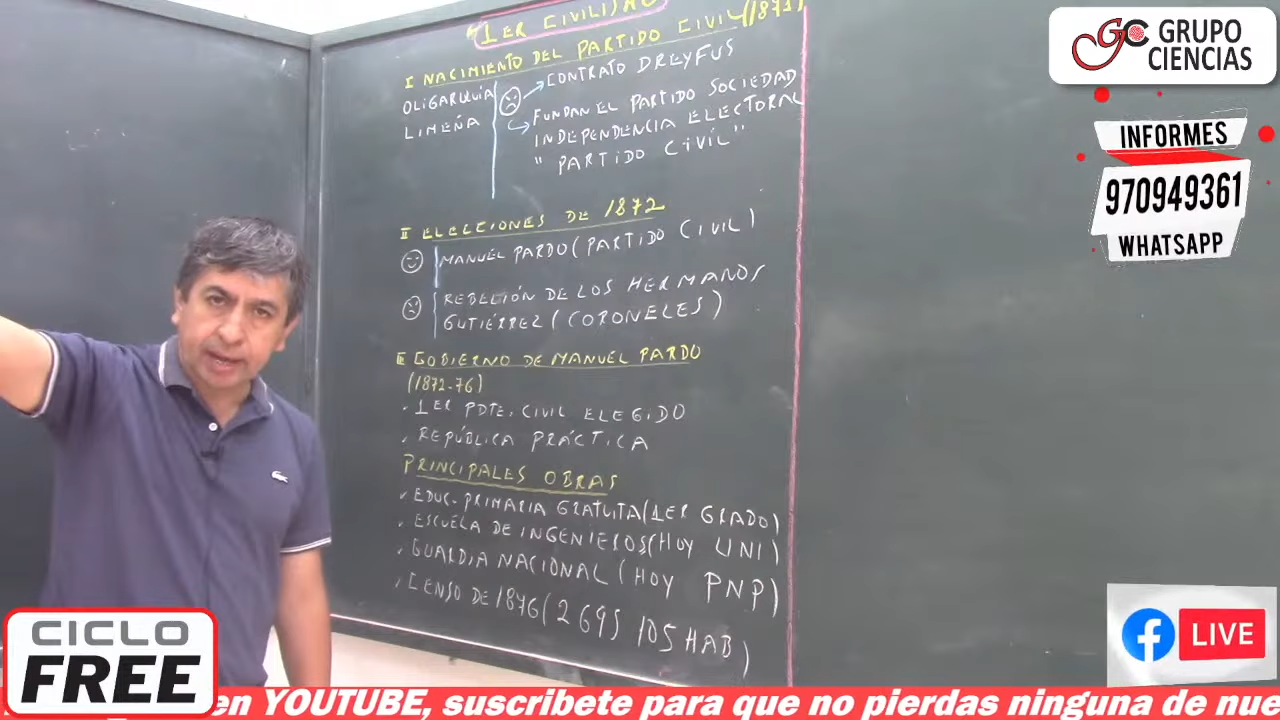 1ER CIVILISMO
I NACIMIENTO DEL PARTIDO CIVIL (1871)
OLIGARQUÍA
LIMEÑA
CONTRATO DREYFUS
FUNDAN EL PARTIDO SOCIEDAD
INDEPENDENCIA ELECTORAL
"PARTIDO CIVÍL"
II ELECCIONES DE 1872
MANUEL PARDO (PARTIDO CIVIL)
REBELIÓN DE LOS HERMANOS
GUTIÉRREZ (CORONELES)
III GOBIERNO DE MANUEL PARDO
(1872-76)
. 1ER PDTE. CIVIL ELEGIDO
. REPÚBLICA PRÁCTICA
PRINCIPALES OBRAS
. EDUC. PRIMARIA GRATUITA (1ER GRADO)
. ESCUELA DE INGENIEROS (HOY UNI)
. GUARDIA NACIONAL (HOY PNP)
. CENSO DE 1876 (2 695 105 HAB)
GC GRUPO
CIENCIAS
INFORMES
970949361
WHATSAPP
f LIVE
CICLO
FREE
en YOUTUBE, suscribete para que no pierdas ninguna de nue